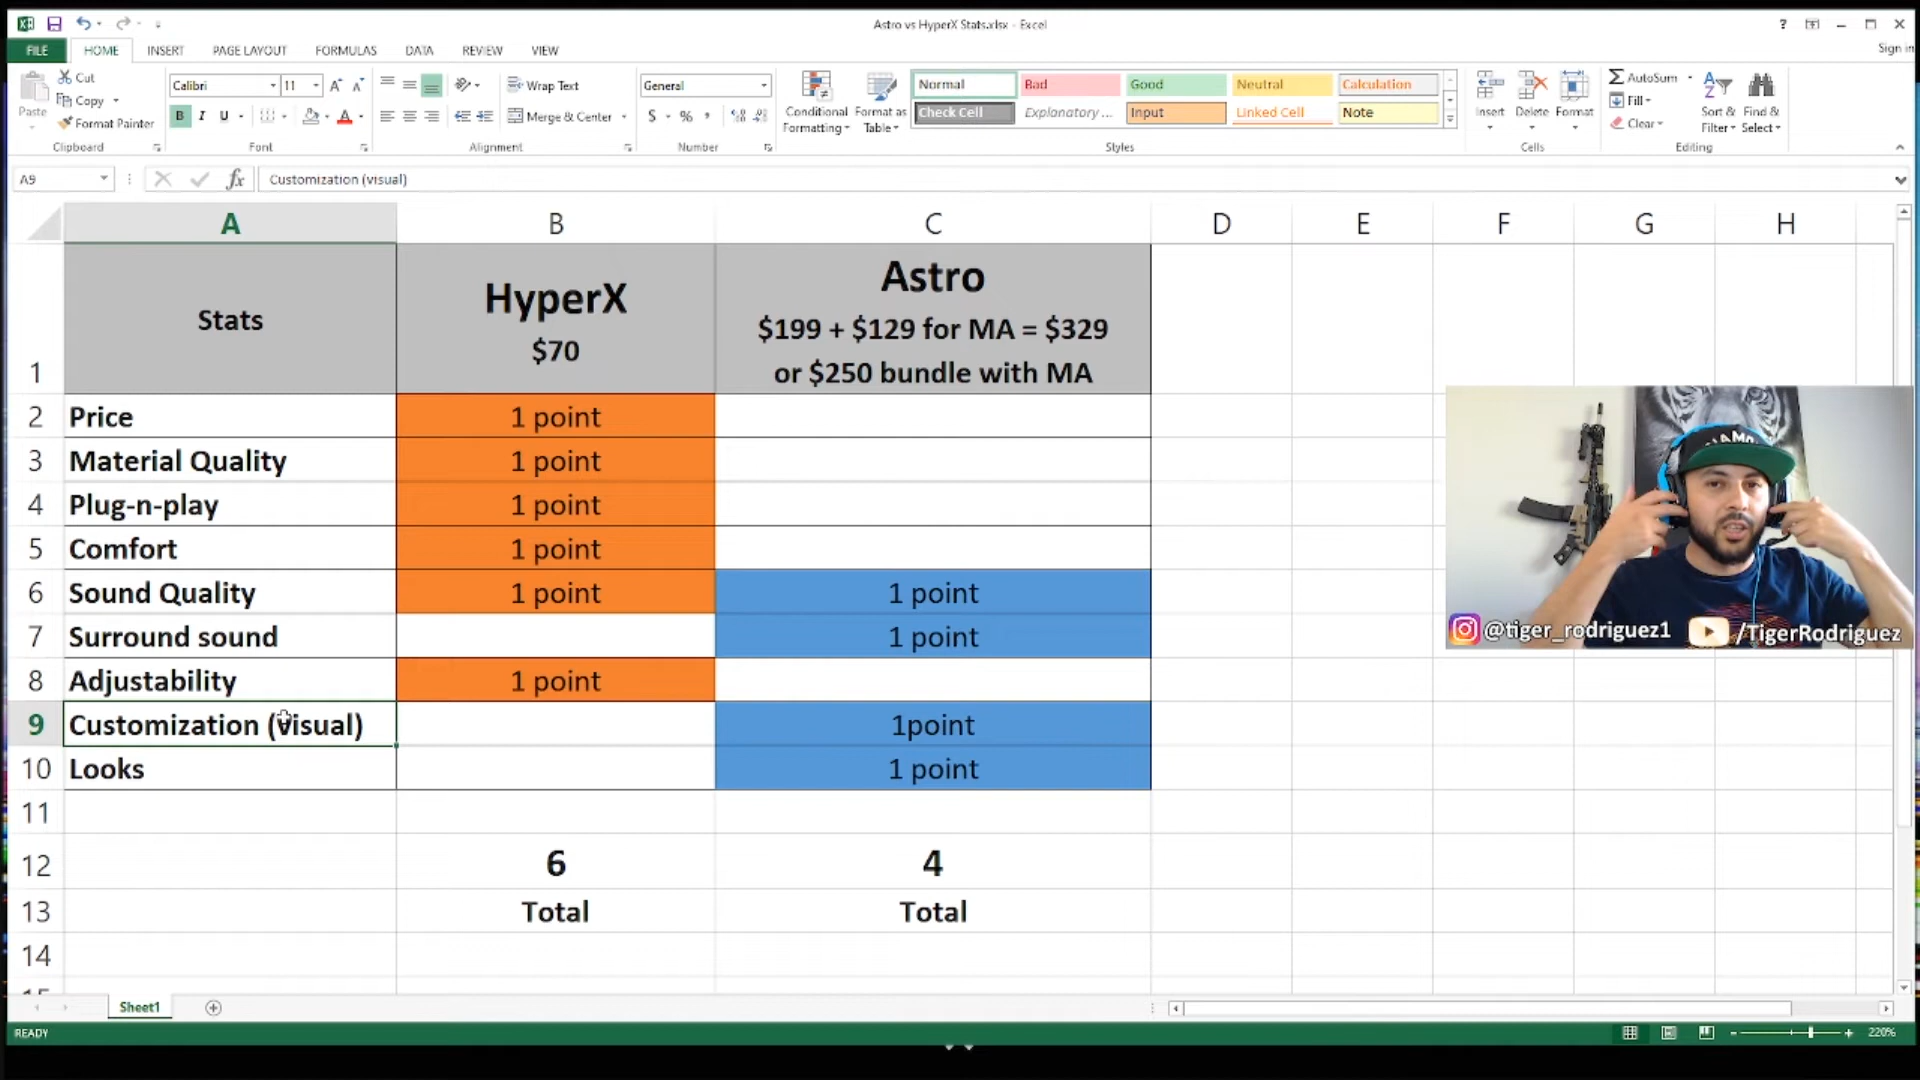 Astro vs HyperX Stats.xlsx - Excel
?
Sign in
FILE HOME INSERT PAGE LAYOUT FORMULAS DATA REVIEW VIEW
Paste
Cut
Copy
Format Painter
Clipboard
Calibri 11
B I U
Font
Wrap Text
Merge & Center
Alignment
General
$ % ,
Number
Conditional Formatting
Format as Table
Normal Bad Good Neutral Calculation
Check Cell Explanatory ... Input Linked Cell Note
Styles
Insert Delete Format
Cells
AutoSum
Fill
Clear
Sort & Filter
Find & Select
Editing
A9 fx Customization (visual)
A B C D E F G H
1 Stats
HyperX
$70
Astro
$199 + $129 for MA = $329
or $250 bundle with MA
2 Price 1 point
3 Material Quality 1 point
4 Plug-n-play 1 point
5 Comfort 1 point
6 Sound Quality 1 point 1 point
7 Surround sound 1 point
8 Adjustability 1 point
9 Customization (visual) 1point
10 Looks 1 point
11
12 6 4
13 Total Total
14
@tiger_rodriguez1 /TigerRodriguez
Sheet1
READY
220%